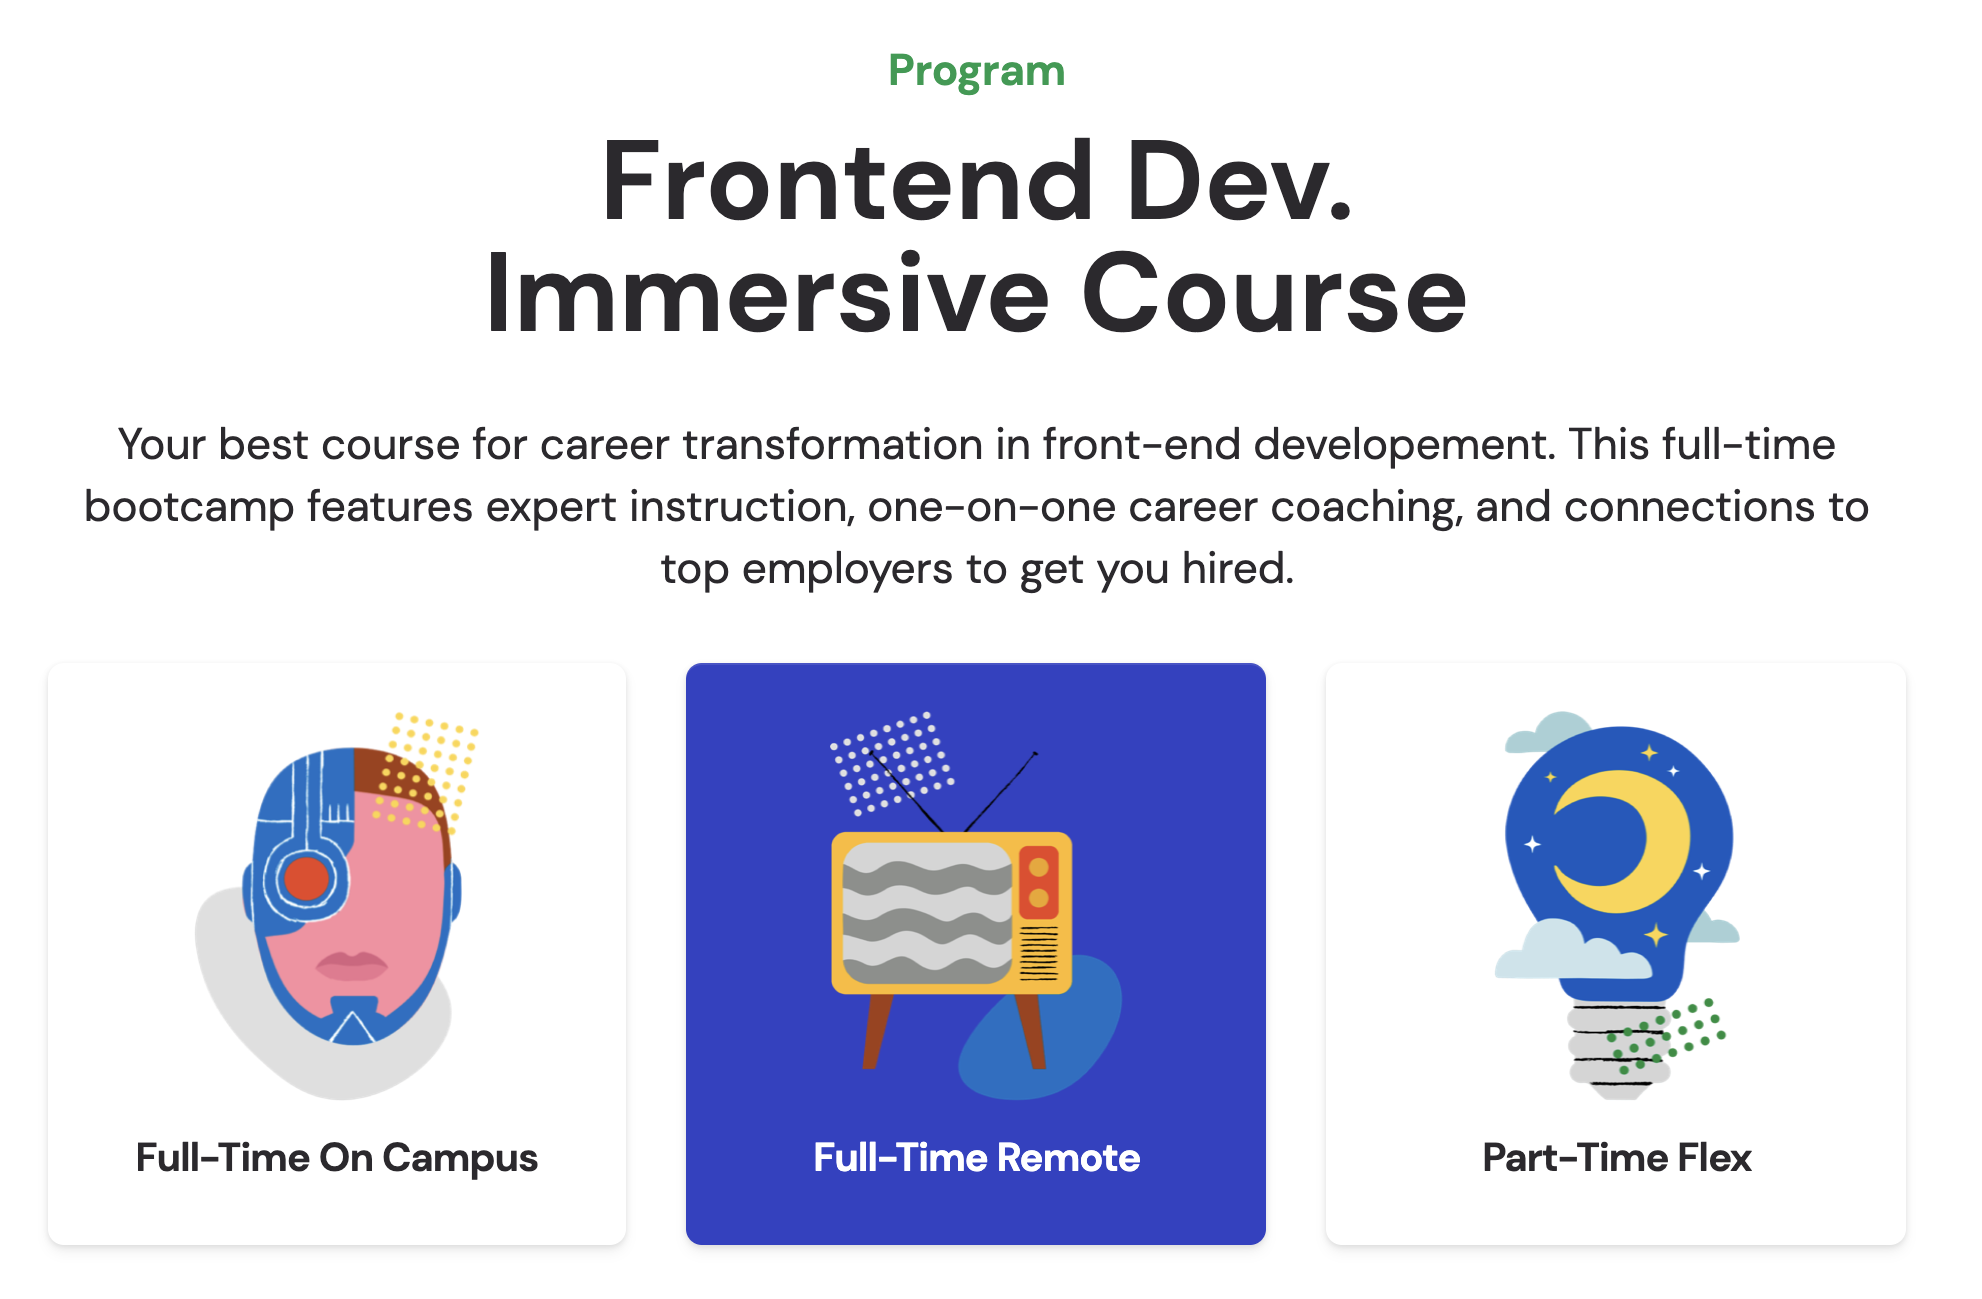 Program
Frontend Dev.
Immersive Course
Your best course for career transformation in front-end developement. This full-time
bootcamp features expert instruction, one-on-one career coaching, and connections to
top employers to get you hired.
Full-Time On Campus
Full-Time Remote
Part-Time Flex